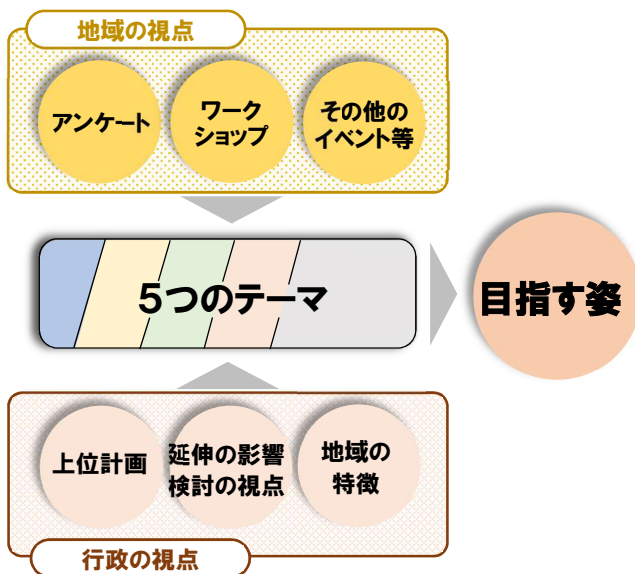 地域の視点
アンケート
ワーク
ショップ
その他の
イベント等
5つのテーマ
目指す姿
上位計画
延伸の影響
検討の視点
地域の
特徴
行政の視点